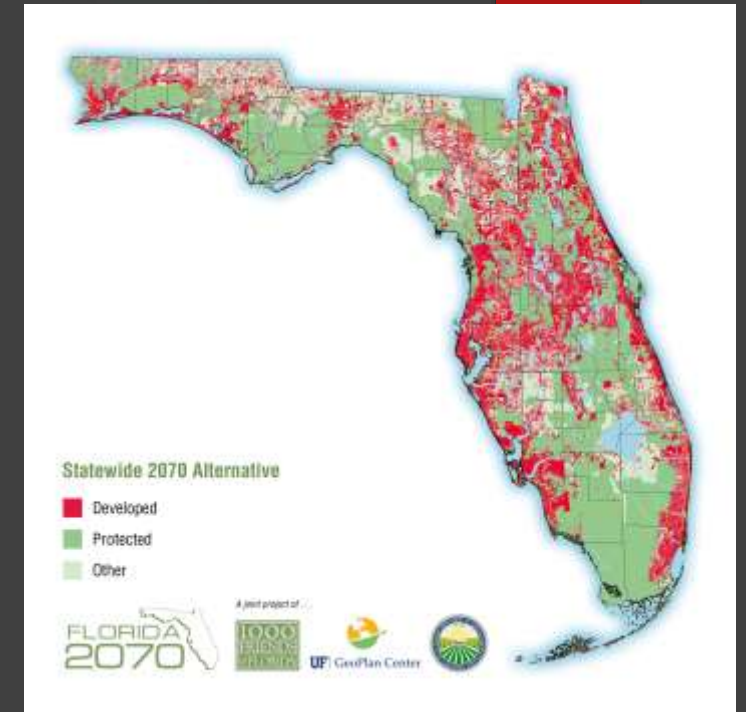 Statewide 2070 Alternative
Developed
Protected
Other
A joint project of . . .
FLORIDA
2070
1000
FRIENDS
OF FLORIDA
UF GeoPlan Center